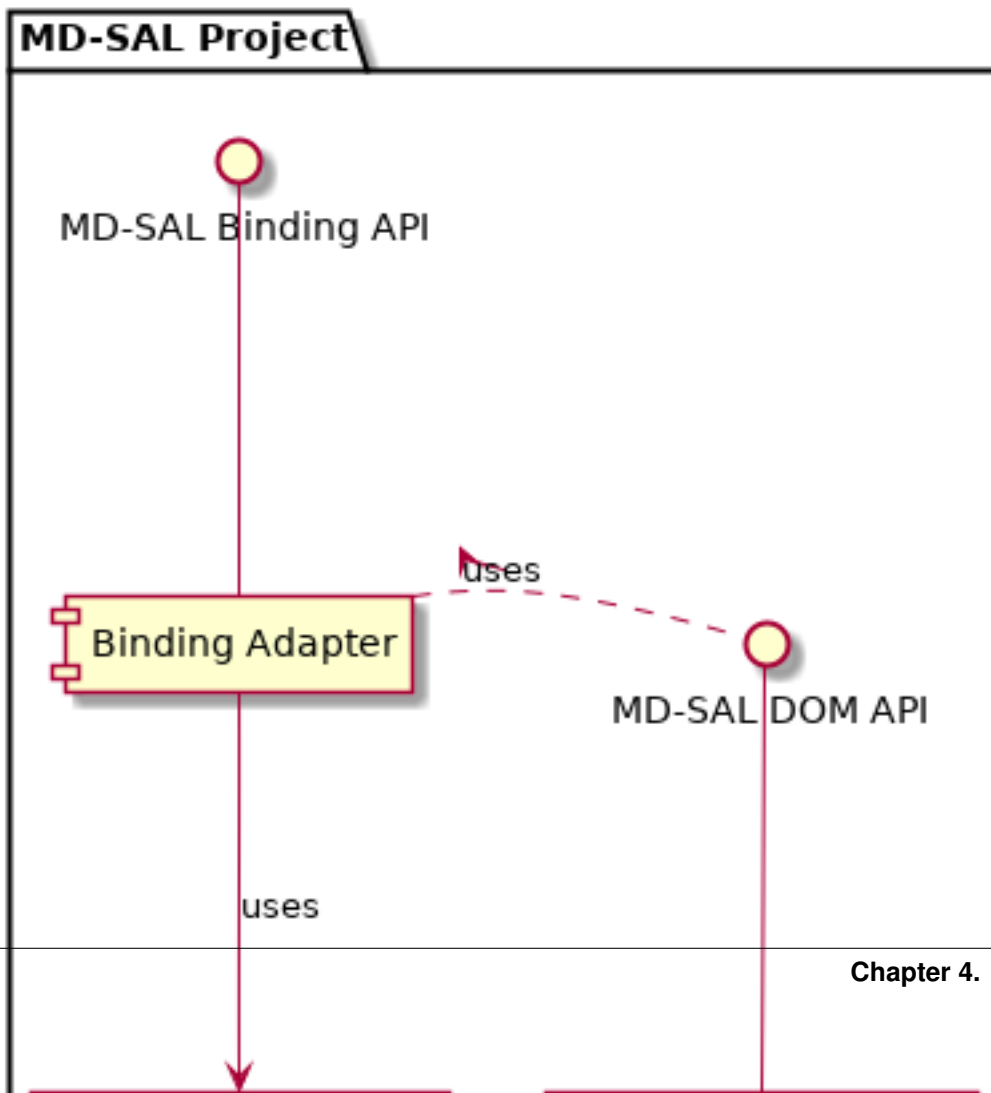 MD-SAL Project
MD-SAL Binding API
uses
Binding Adapter
MD-SAL DOM API
uses
Chapter 4.